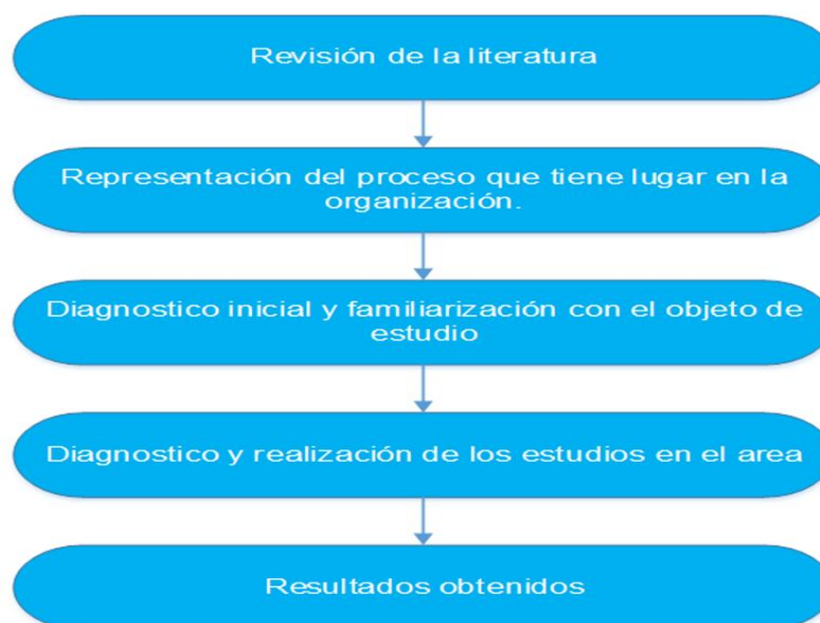 Revisión de la literatura
Representación del proceso que tiene lugar en la
organización.
Diagnostico inicial y familiarización con el objeto de
estudio
Diagnostico y realización de los estudios en el area
Resultados obtenidos